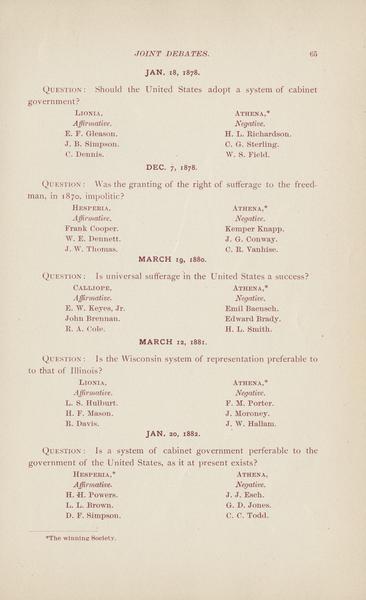 JOINT DEBATES. 65
JAN. 18, 1878.
QUESTION: Should the United States adopt a system of cabinet
government?
LIONIA, ATHENA,*
Affirmative. Negative.
E. F. Gleason. H. L. Richardson.
J. B. Simpson. C. G. Sterling.
C. Dennis. W. S. Field.
DEC. 7, 1878.
QUESTION: Was the granting of the right of sufferage to the freed-
man, in 1870, impolitic?
HESPERIA, ATHENA,*
Affirmative. Negative.
Frank Cooper. Kemper Knapp.
W. E. Dennett. J. G. Conway.
J. W. Thomas. C. R. Vanhise.
MARCH 19, 1880.
QUESTION: Is universal sufferage in the United States a success?
CALLIOPE, ATHENA,*
Affirmative. Negative.
E. W. Keyes, Jr. Emil Baensch.
John Brennan. Edward Brady.
R. A. Cole. H. L. Smith.
MARCH 12, 1881.
QUESTION: Is the Wisconsin system of representation preferable to
to that of Illinois?
LIONIA. ATHENA,*
Affirmative. Negative.
L. S. Hulburt. F. M. Porter.
H. F. Mason. J. Moroney.
R. Davis. J. W. Hallam.
JAN. 20, 1882.
QUESTION: Is a system of cabinet government perferable to the
government of the United States, as it at present exists?
HESPERIA,* ATHENA,
Affirmative. Negative.
H. H. Powers. J. J. Esch.
L. L. Brown. G. D. Jones.
D. F. Simpson. C. C. Todd.
*The winning Society.